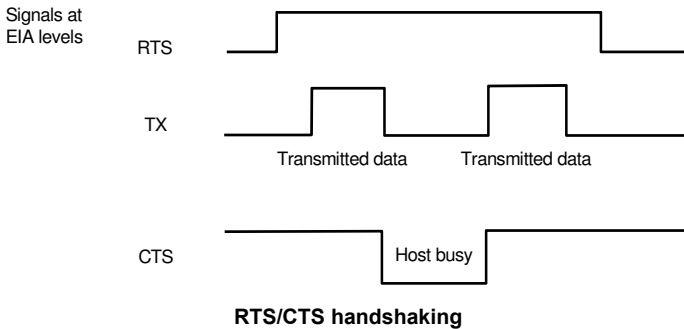 Signals at
EIA levels
RTS
TX
Transmitted data
Transmitted data
CTS
Host busy
RTS/CTS handshaking